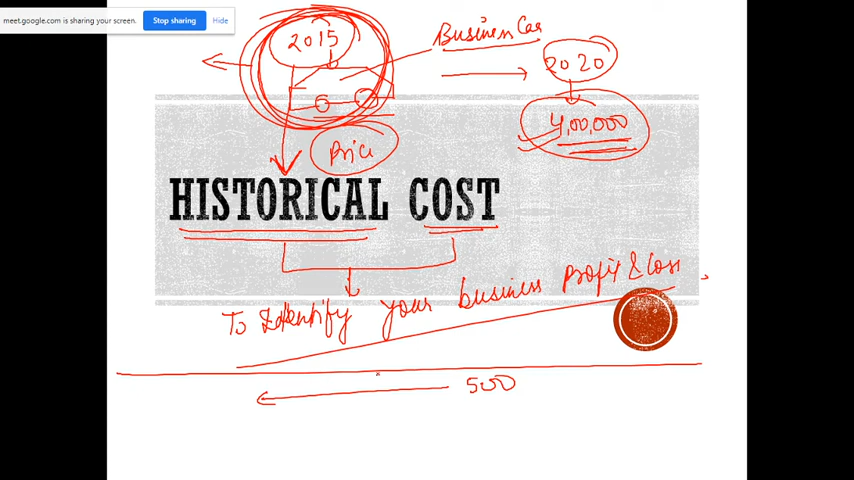 meet.google.com is sharing your screen. Stop sharing Hide
2015
Business Car
2020
4,00,000
Price
HISTORICAL COST
To Identify your business Profit & Loss
500